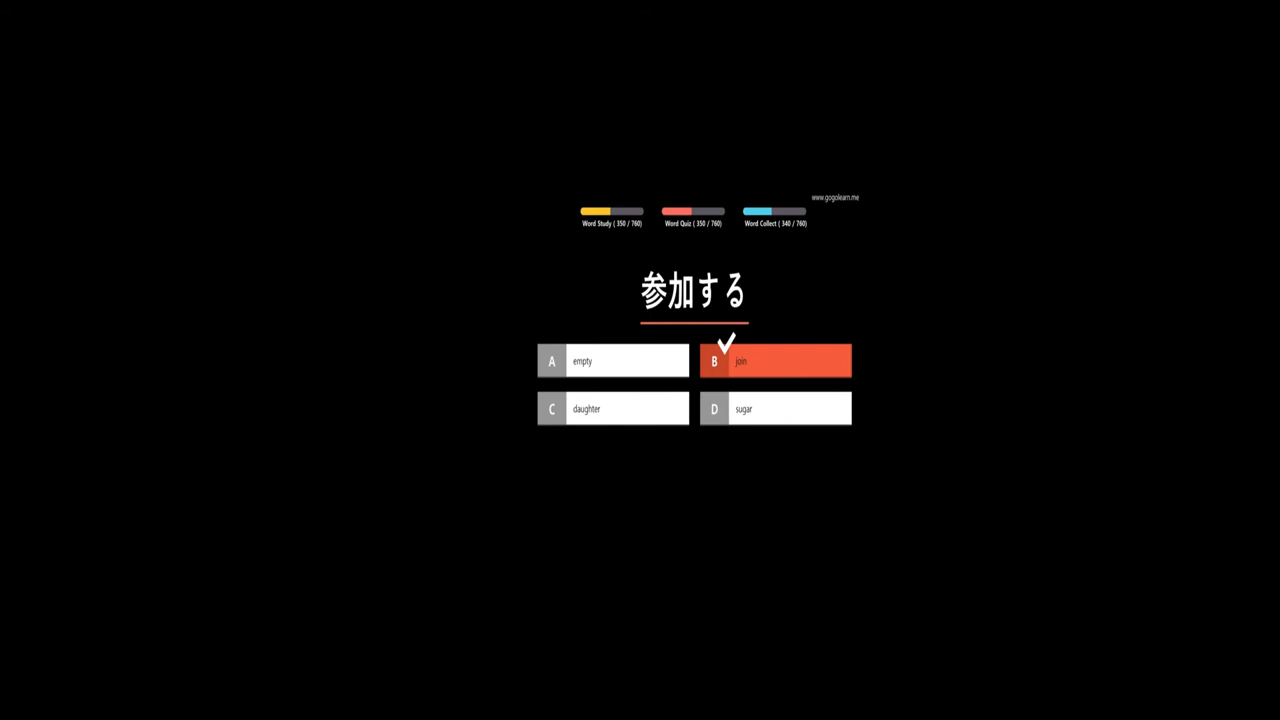 www.gogolearn.me
Word Study ( 350 / 760)
Word Quiz ( 350 / 760)
Word Collect ( 340 / 760)
参加する
A empty
B join
C daughter
D sugar